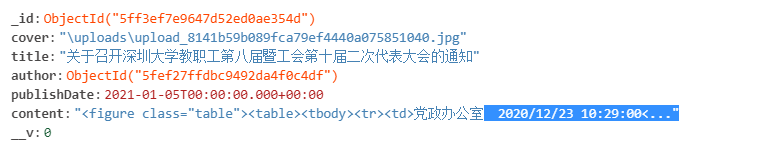 _id:ObjectId("5ff3ef7e9647d52ed0ae354d")
cover:"\uploads\upload_8141b59b089fca79ef4440a075851040.jpg"
title:"关于召开深圳大学教职工第八届暨工会第十届二次代表大会的通知"
author:ObjectId("5fef27ffdbc9492da4f0c4df")
publishDate:2021-01-05T00:00:00.000+00:00
content:"<figure class="table"><table><tbody><tr><td>党政办公室  2020/12/23 10:29:00<..."
__v:0